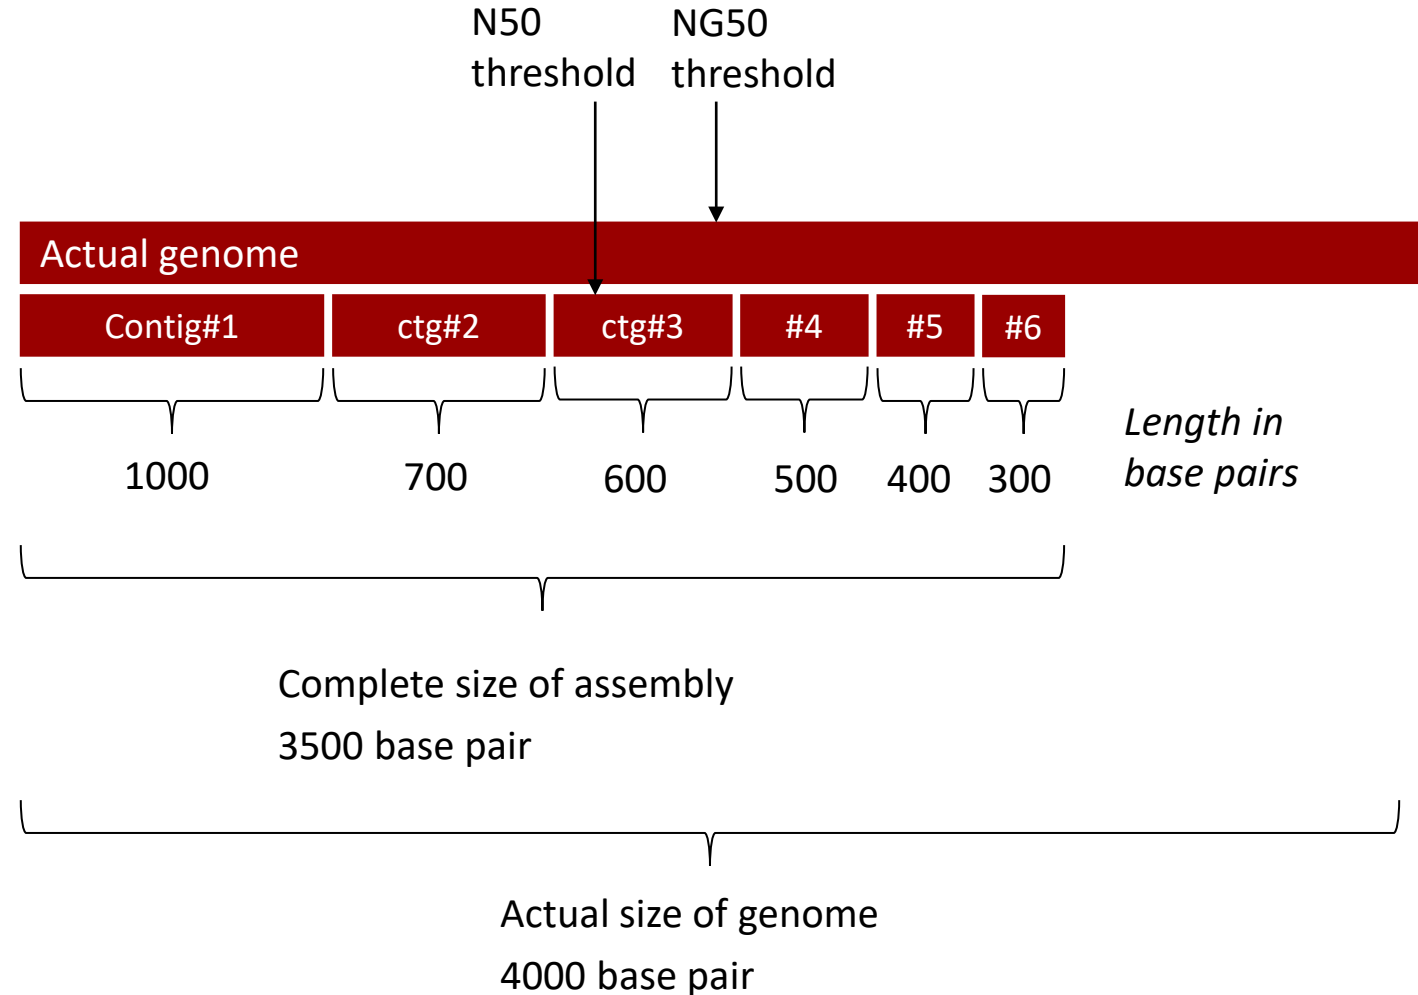 N50
threshold
NG50
threshold
Actual genome
Contig#1
ctg#2
ctg#3
#4
#5
#6
1000
700
600
500
400
300
Length in
base pairs
Complete size of assembly
3500 base pair
Actual size of genome
4000 base pair